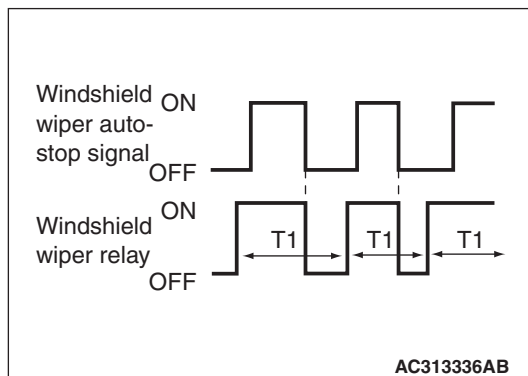 Windshield
wiper auto-
stop signal
ON
OFF
Windshield
wiper relay
ON
OFF
T1
T1
T1
AC313336AB